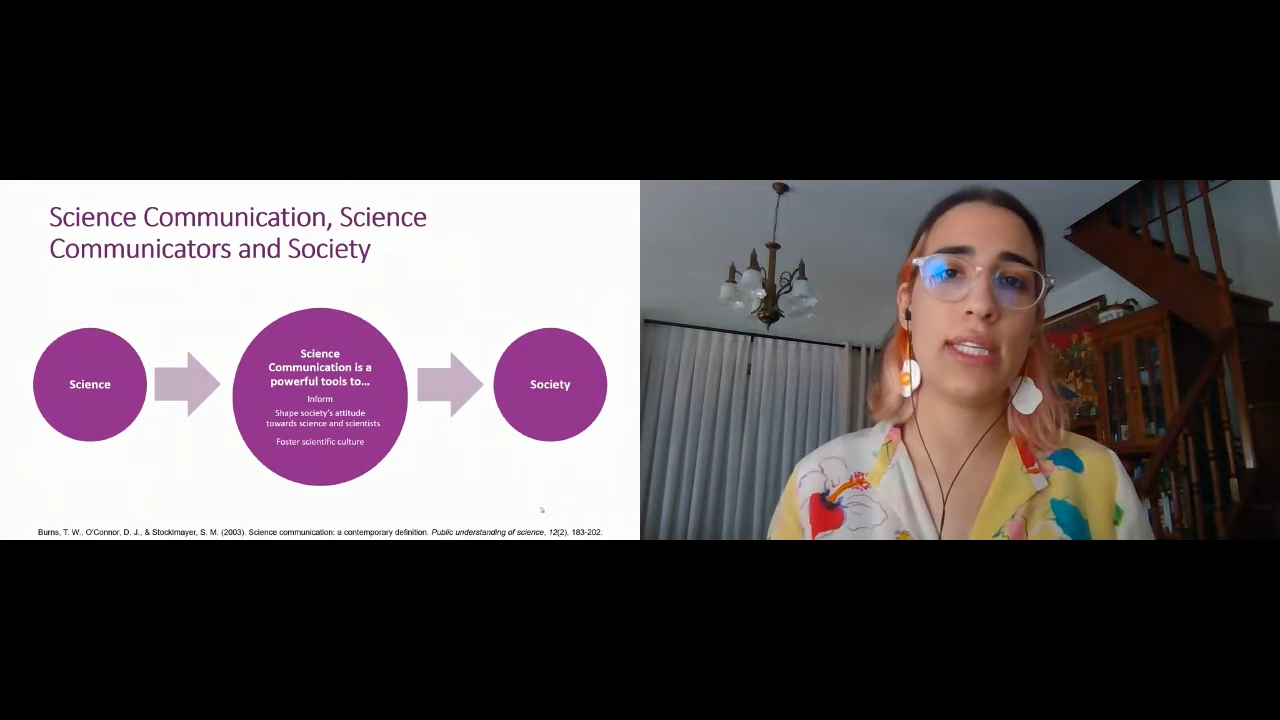 Science Communication, Science
Communicators and Society
Science
Science
Communication is a
powerful tools to...
Inform
Shape society's attitude
towards science and scientists
Foster scientific culture
Society
Burns, T. W., O'Connor, D. J., & Stocklmayer, S. M. (2003). Science communication: a contemporary definition. Public understanding of science, 12(2), 183-202.